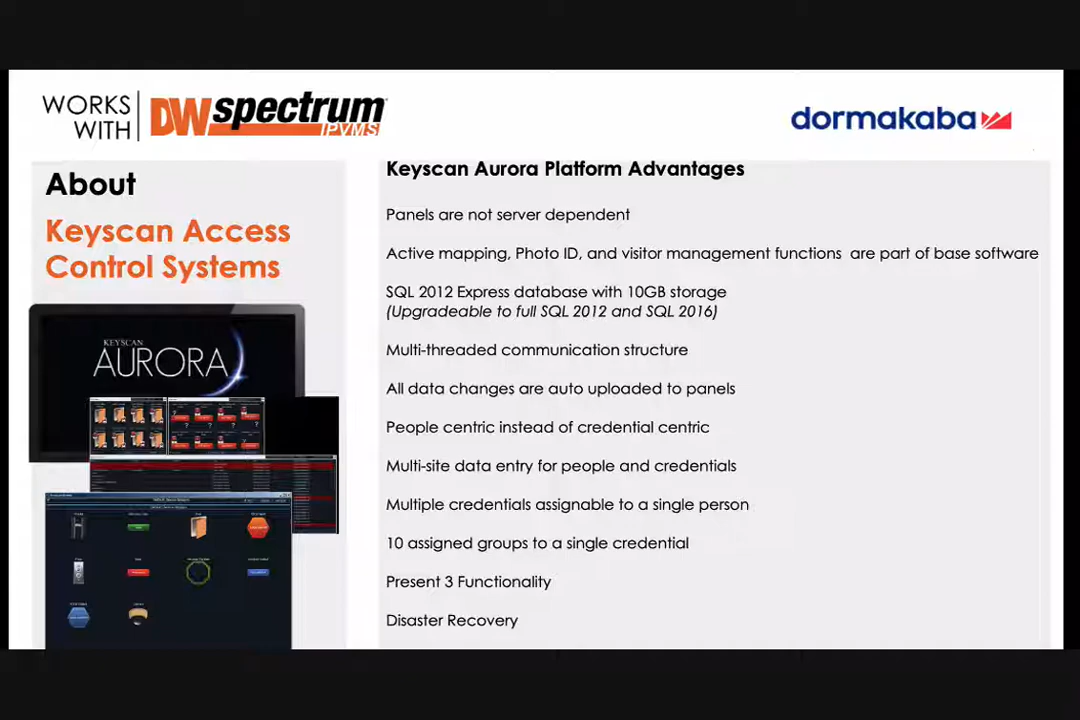 WORKS
WITH
DWspectrum®
IPVMS
dormakaba
About
Keyscan Access
Control Systems
KEYSCAN
AURORA
Keyscan Aurora Platform Advantages
Panels are not server dependent
Active mapping, Photo ID, and visitor management functions  are part of base software
SQL 2012 Express database with 10GB storage
(Upgradeable to full SQL 2012 and SQL 2016)
Multi-threaded communication structure
All data changes are auto uploaded to panels
People centric instead of credential centric
Multi-site data entry for people and credentials
Multiple credentials assignable to a single person
10 assigned groups to a single credential
Present 3 Functionality
Disaster Recovery